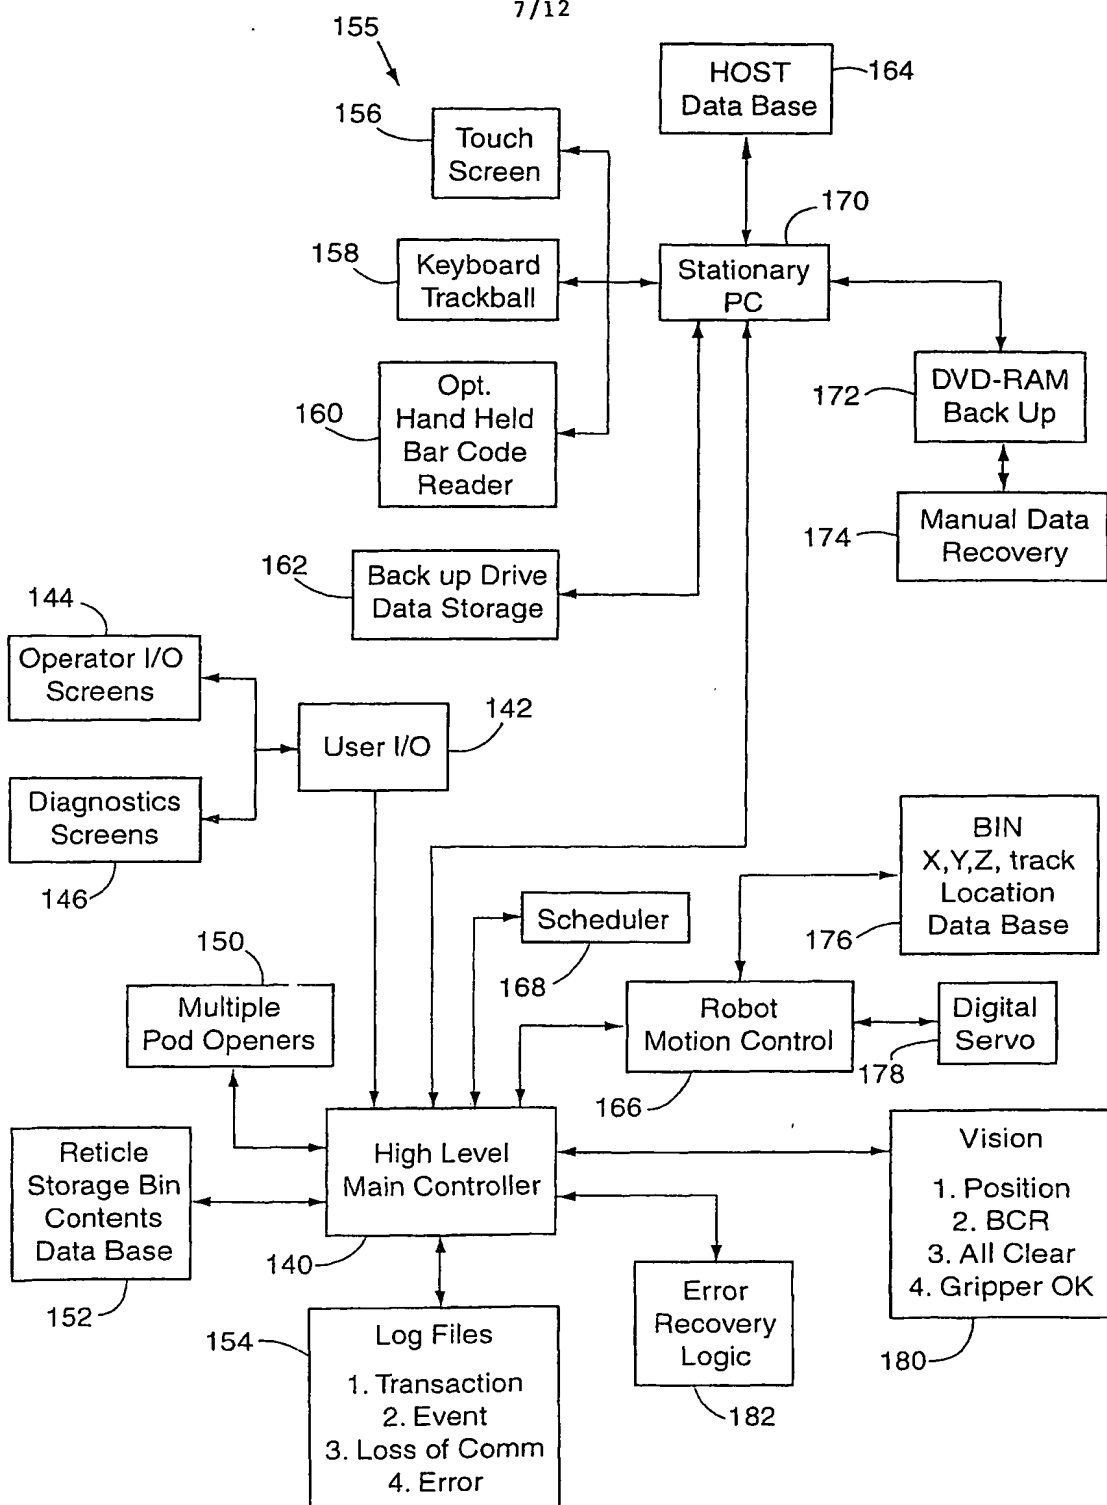 7/12
155
HOST
Data Base
164
156
Touch
Screen
170
158
Keyboard
Trackball
Stationary
PC
160
Opt.
Hand Held
Bar Code
Reader
172
DVD-RAM
Back Up
174
Manual Data
Recovery
162
Back up Drive
Data Storage
144
Operator I/O
Screens
142
User I/O
Diagnostics
Screens
146
BIN
X,Y,Z, track
Location
Data Base
176
Scheduler
168
150
Multiple
Pod Openers
Robot
Motion Control
166
Digital
Servo
178
Reticle
Storage Bin
Contents
Data Base
152
High Level
Main Controller
140
Vision
1. Position
2. BCR
3. All Clear
4. Gripper OK
180
154
Log Files
1. Transaction
2. Event
3. Loss of Comm
4. Error
Error
Recovery
Logic
182